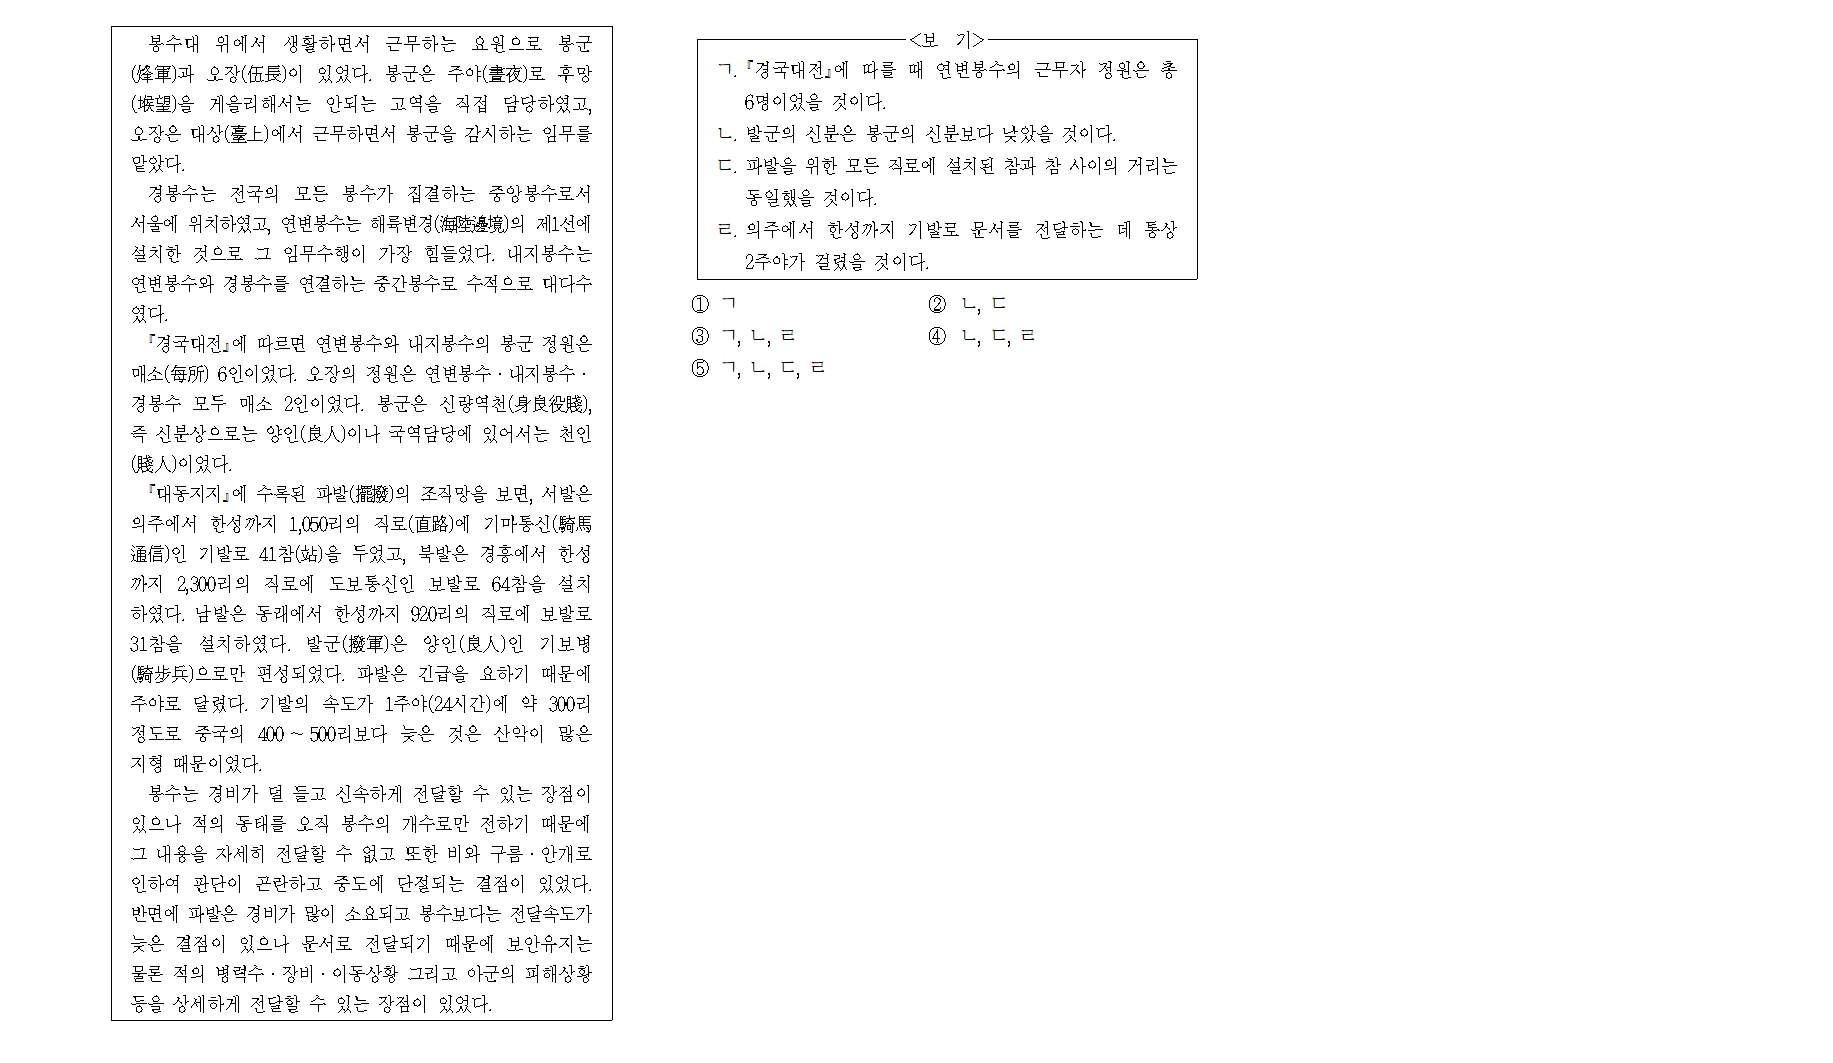 봉수대 위에서 생활하면서 근무하는 요원으로 봉군
(烽軍)과 오장(伍長)이 있었다. 봉군은 주야(晝夜)로 후망
(堠望)을 게을리해서는 안되는 고역을 직접 담당하였고,
오장은 대상(臺上)에서 근무하면서 봉군을 감시하는 임무를
맡았다.
경봉수는 전국의 모든 봉수가 집결하는 중앙봉수로서
서울에 위치하였고, 연변봉수는 해륙변경(海陸邊境)의 제1선에
설치한 것으로 그 임무수행이 가장 힘들었다. 내지봉수는
연변봉수와 경봉수를 연결하는 중간봉수로 수적으로 대다수
였다.
『경국대전』에 따르면 연변봉수와 내지봉수의 봉군 정원은
매소(每所) 6인이었다. 오장의 정원은 연변봉수·내지봉수·
경봉수 모두 매소 2인이었다. 봉군은 신량역천(身良役賤),
즉 신분상으로는 양인(良人)이나 국역담당에 있어서는 천인
(賤人)이었다.
『대동지지』에 수록된 파발(擺撥)의 조직망을 보면, 서발은
의주에서 한성까지 1,050리의 직로(直路)에 기마통신(騎馬
通信)인 기발로 41참(站)을 두었고, 북발은 경흥에서 한성
까지 2,300리의 직로에 도보통신인 보발로 64참을 설치
하였다. 남발은 동래에서 한성까지 920리의 직로에 보발로
31참을 설치하였다. 발군(撥軍)은 양인(良人)인 기보병
(騎步兵)으로만 편성되었다. 파발은 긴급을 요하기 때문에
주야로 달렸다. 기발의 속도가 1주야(24시간)에 약 300리
정도로 중국의 400 ~ 500리보다 늦은 것은 산악이 많은
지형 때문이었다.
봉수는 경비가 덜 들고 신속하게 전달할 수 있는 장점이
있으나 적의 동태를 오직 봉수의 개수로만 전하기 때문에
그 내용을 자세히 전달할 수 없고 또한 비와 구름·안개로
인하여 판단이 곤란하고 중도에 단절되는 결점이 있었다.
반면에 파발은 경비가 많이 소요되고 봉수보다는 전달속도가
늦은 결점이 있으나 문서로 전달되기 때문에 보안유지는
물론 적의 병력수·장비·이동상황 그리고 아군의 피해상황
등을 상세하게 전달할 수 있는 장점이 있었다.
<보 기>
ㄱ. 『경국대전』에 따를 때 연변봉수의 근무자 정원은 총
6명이었을 것이다.
ㄴ. 발군의 신분은 봉군의 신분보다 낮았을 것이다.
ㄷ. 파발을 위한 모든 직로에 설치된 참과 참 사이의 거리는
동일했을 것이다.
ㄹ. 의주에서 한성까지 기발로 문서를 전달하는 데 통상
2주야가 걸렸을 것이다.
① ㄱ ② ㄴ, ㄷ
③ ㄱ, ㄴ, ㄹ ④ ㄴ, ㄷ, ㄹ
⑤ ㄱ, ㄴ, ㄷ, ㄹ